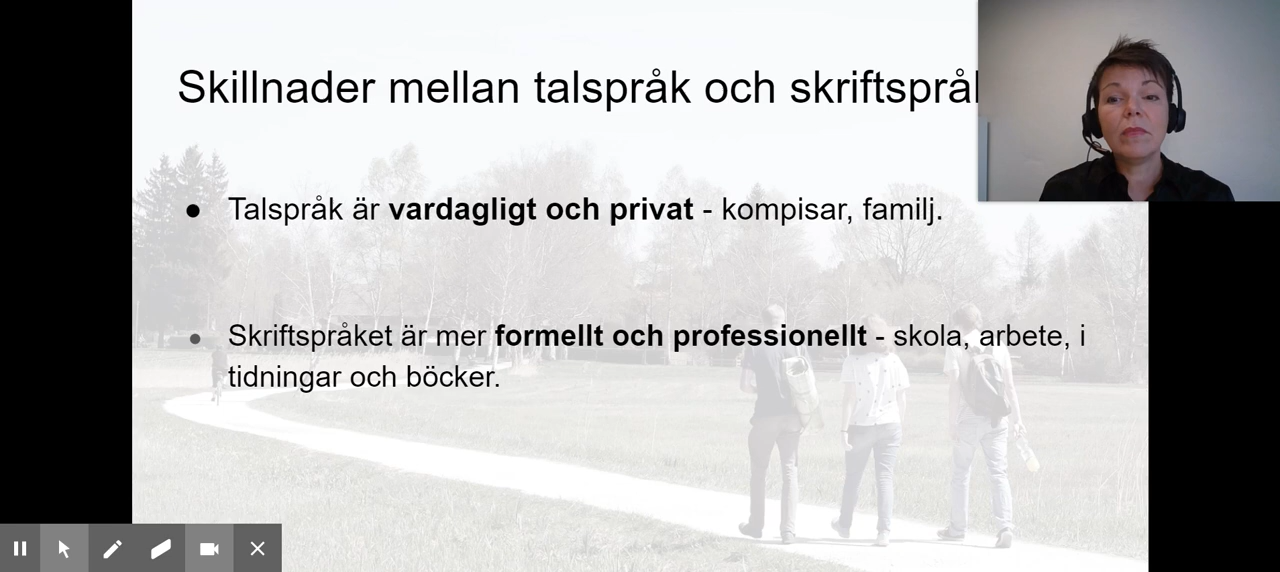 Skillnader mellan talspråk och skriftsprå
● Talspråk är vardagligt och privat - kompisar, familj.
● Skriftspråket är mer formellt och professionellt - skola, arbete, i
tidningar och böcker.